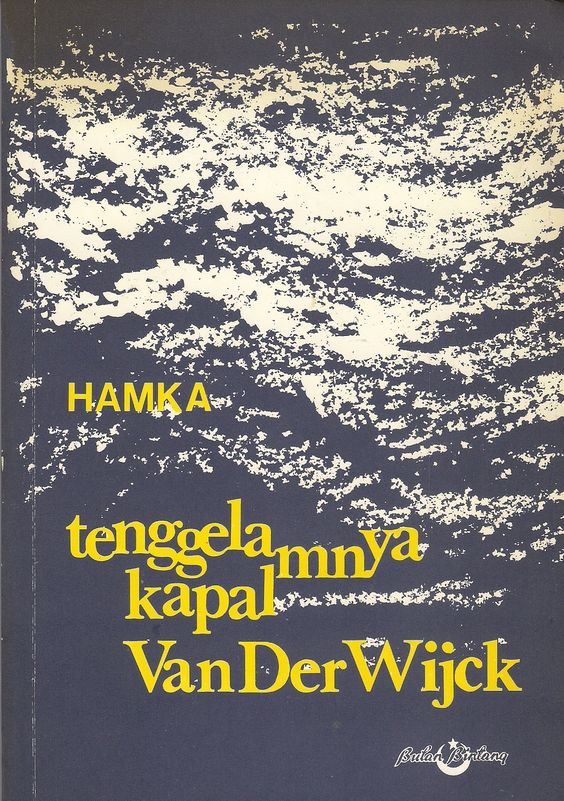 HAMKA
tenggelamnya
kapal
Van Der Wijck
Bulan Bintang